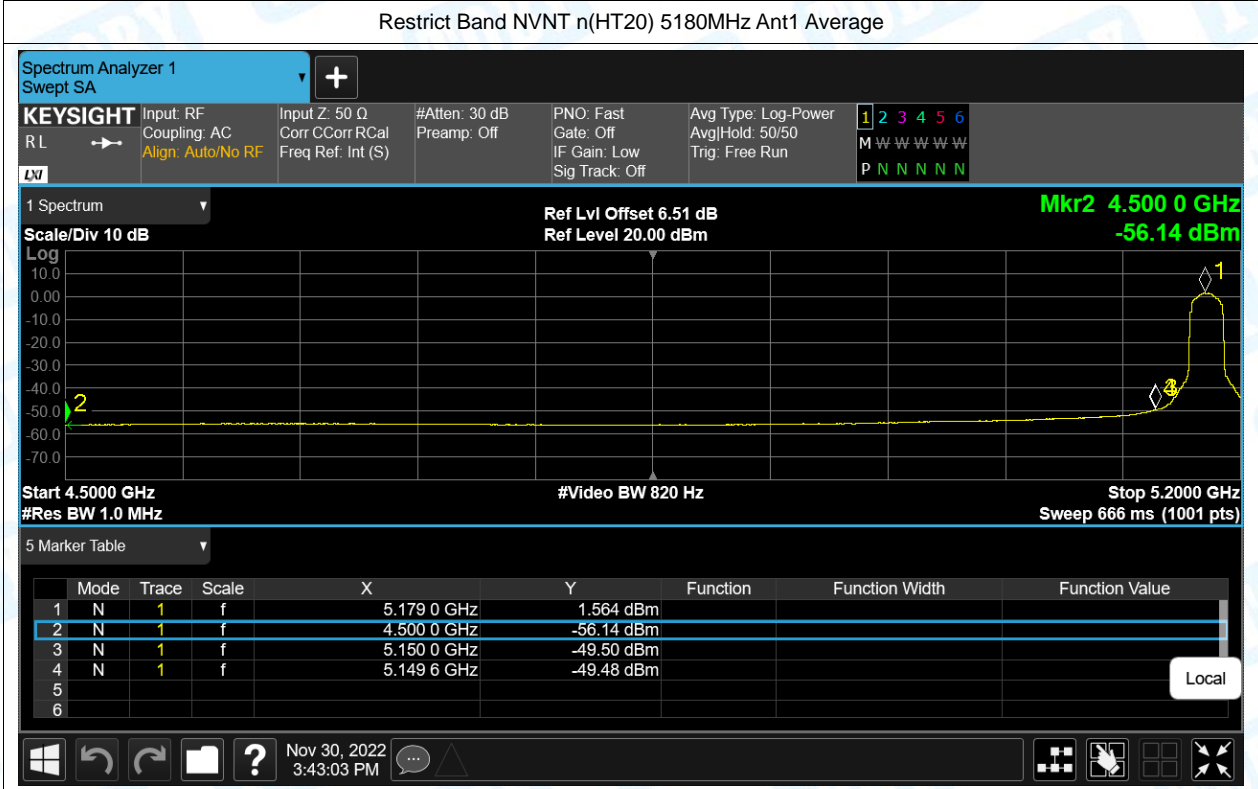 Restrict Band NVNT n(HT20) 5180MHz Ant1 Average
Spectrum Analyzer 1
Swept SA
KEYSIGHT
RL
LXI
Input: RF
Coupling: AC
Align: Auto/No RF
Input Z: 50 Ω
Corr CCorr RCal
Freq Ref: Int (S)
#Atten: 30 dB
Preamp: Off
PNO: Fast
Gate: Off
IF Gain: Low
Sig Track: Off
Avg Type: Log-Power
Avg|Hold: 50/50
Trig: Free Run
1 2 3 4 5 6
M W W W W W
P N N N N N
1 Spectrum
Scale/Div 10 dB
Ref Lvl Offset 6.51 dB
Ref Level 20.00 dBm
Mkr2 4.500 0 GHz
-56.14 dBm
Log
10.0
0.00
-10.0
-20.0
-30.0
-40.0
-50.0
-60.0
-70.0
1
2
Start 4.5000 GHz
#Res BW 1.0 MHz
#Video BW 820 Hz
Stop 5.2000 GHz
Sweep 666 ms (1001 pts)
5 Marker Table
Mode Trace Scale X Y Function Function Width Function Value
1 N 1 f 5.179 0 GHz 1.564 dBm
2 N 1 f 4.500 0 GHz -56.14 dBm
3 N 1 f 5.150 0 GHz -49.50 dBm
4 N 1 f 5.149 6 GHz -49.48 dBm
5
6
Local
?
Nov 30, 2022
3:43:03 PM